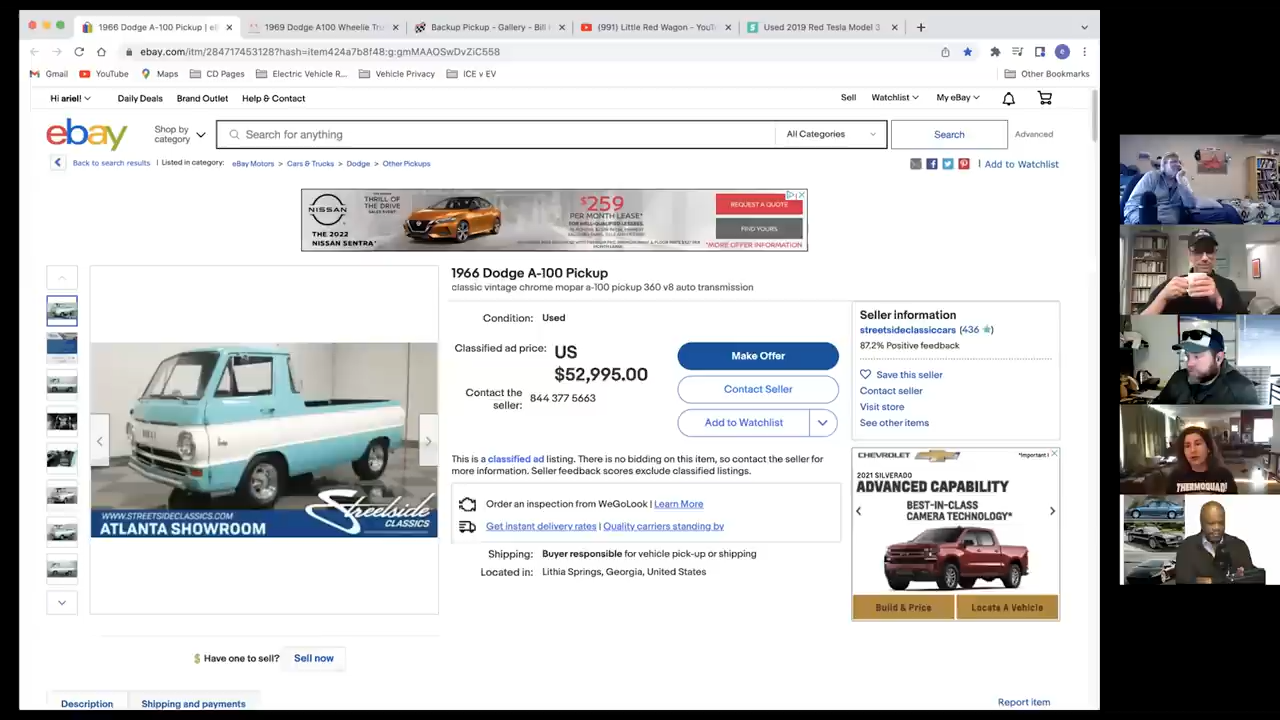 1966 Dodge A-100 Pickup | eB
1969 Dodge A100 Wheelie Tru
Backup Pickup - Gallery - Bill
(991) Little Red Wagon - YouT
Used 2019 Red Tesla Model 3
ebay.com/itm/284717453128?hash=item424a7b8f48:g:gmMAAOSwDvZiC558
Gmail
YouTube
Maps
CD Pages
Electric Vehicle R...
Vehicle Privacy
ICE v EV
Other Bookmarks
Hi ariel!
Daily Deals
Brand Outlet
Help & Contact
Sell
Watchlist
My eBay
ebay
Shop by category
Search for anything
All Categories
Search
Advanced
Back to search results
Listed in category:
eBay Motors > Cars & Trucks > Dodge > Other Pickups
Add to Watchlist
NISSAN
THRILL OF THE DRIVE
SALES EVENT
THE 2022
NISSAN SENTRA*
$259
PER MONTH LEASE*
FOR WELL-QUALIFIED LESSEES.
REQUEST A QUOTE
FIND YOURS
*MORE OFFER INFORMATION
1966 Dodge A-100 Pickup
classic vintage chrome mopar a-100 pickup 360 v8 auto transmission
Condition: Used
Classified ad price: US $52,995.00
Contact the seller: 844 377 5663
Make Offer
Contact Seller
Add to Watchlist
Seller information
streetsideclassiccars (436)
87.2% Positive feedback
Save this seller
Contact seller
Visit store
See other items
WWW.STREETSIDECLASSICS.COM
ATLANTA SHOWROOM
Streetside
CLASSICS
This is a classified ad listing. There is no bidding on this item, so contact the seller for
more information. Seller feedback scores exclude classified listings.
Order an inspection from WeGoLook | Learn More
Get instant delivery rates | Quality carriers standing by
Shipping: Buyer responsible for vehicle pick-up or shipping
Located in: Lithia Springs, Georgia, United States
CHEVROLET
*Important i
2021 SILVERADO
ADVANCED CAPABILITY
BEST-IN-CLASS
CAMERA TECHNOLOGY*
Build & Price
Locate A Vehicle
THERMOQUAD!
$ Have one to sell? Sell now
Description
Shipping and payments
Report item